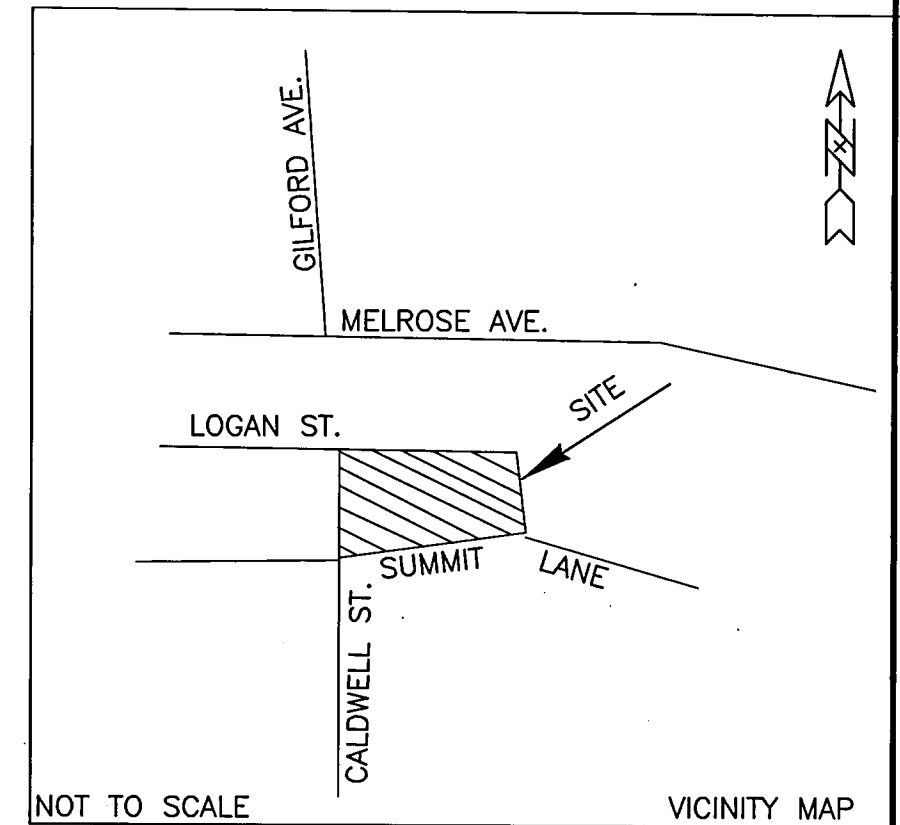 GILFORD AVE.
N
MELROSE AVE.
SITE
LOGAN ST.
SUMMIT LANE
CALDWELL ST.
NOT TO SCALE
VICINITY MAP